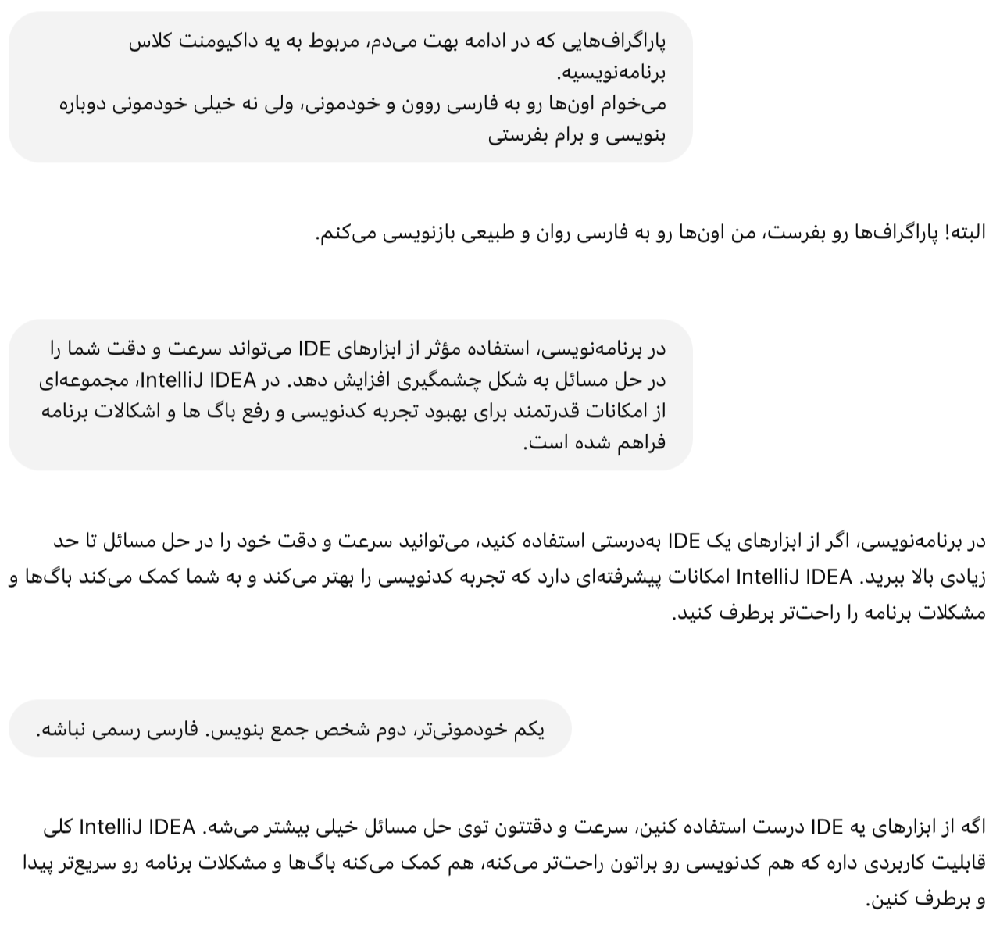 پاراگراف‌هایی که در ادامه بهت می‌دم، مربوط به یه داکیومنت کلاس
برنامه‌نویسیه.
می‌خوام اون‌ها رو به فارسی روون و خودمونی، ولی نه خیلی خودمونی دوباره
بنویسی و برام بفرستی
البته! پاراگراف‌ها رو بفرست، من اون‌ها رو به فارسی روان و طبیعی بازنویسی می‌کنم.
در برنامه‌نویسی، استفاده مؤثر از ابزارهای IDE می‌تواند سرعت و دقت شما را
در حل مسائل به شکل چشمگیری افزایش دهد. در IntelliJ IDEA، مجموعه‌ای
از امکانات قدرتمند برای بهبود تجربه کدنویسی و رفع باگ ها و اشکالات برنامه
فراهم شده است.
در برنامه‌نویسی، اگر از ابزارهای یک IDE به‌درستی استفاده کنید، می‌توانید سرعت و دقت خود را در حل مسائل تا حد
زیادی بالا ببرید. IntelliJ IDEA امکانات پیشرفته‌ای دارد که تجربه کدنویسی را بهتر می‌کند و به شما کمک می‌کند باگ‌ها و
مشکلات برنامه را راحت‌تر برطرف کنید.
یکم خودمونی‌تر، دوم شخص جمع بنویس. فارسی رسمی نباشه.
اگه از ابزارهای یه IDE درست استفاده کنین، سرعت و دقتتون توی حل مسائل خیلی بیشتر می‌شه. IntelliJ IDEA کلی
قابلیت کاربردی داره که هم کدنویسی رو براتون راحت‌تر می‌کنه، هم کمک می‌کنه باگ‌ها و مشکلات برنامه رو سریع‌تر پیدا
و برطرف کنین.